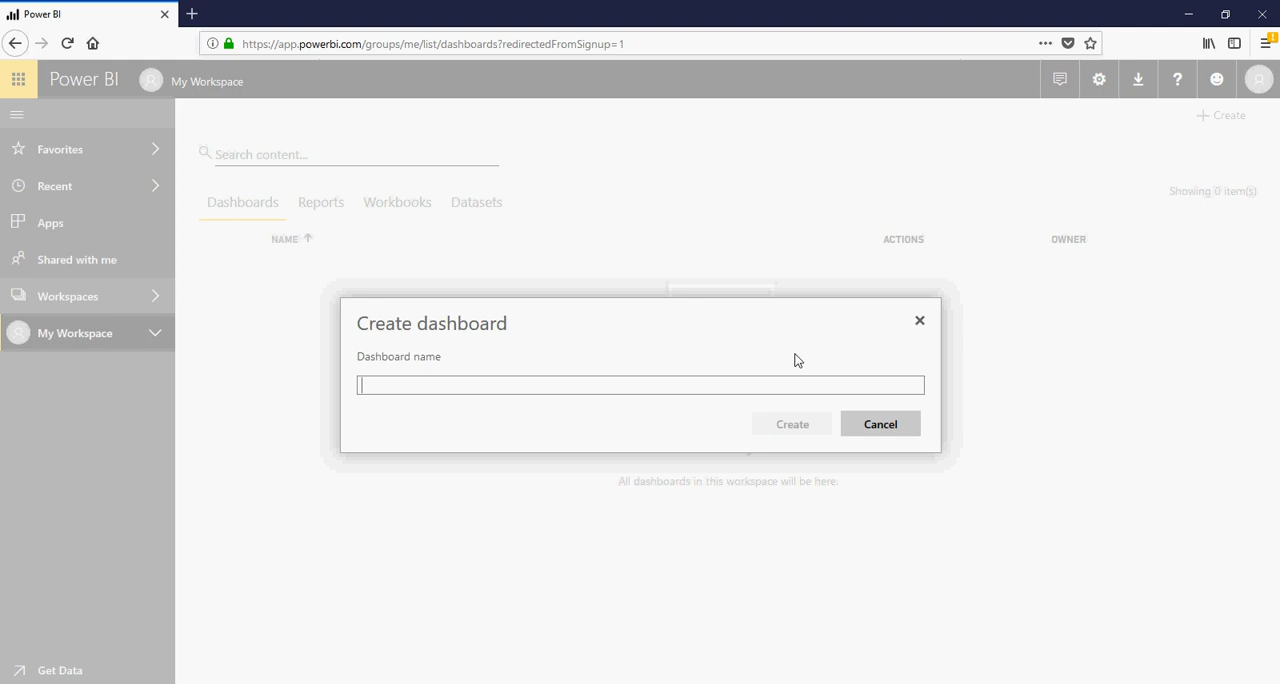 Power BI
https://app.powerbi.com/groups/me/list/dashboards?redirectedFromSignup=1
Power BI
My Workspace
Create
Favorites
Search content...
Recent
Showing 0 item(s)
Dashboards Reports Workbooks Datasets
Apps
NAME ACTIONS OWNER
Shared with me
Workspaces
My Workspace
Create dashboard
Dashboard name
Create Cancel
All dashboards in this workspace will be here.
Get Data